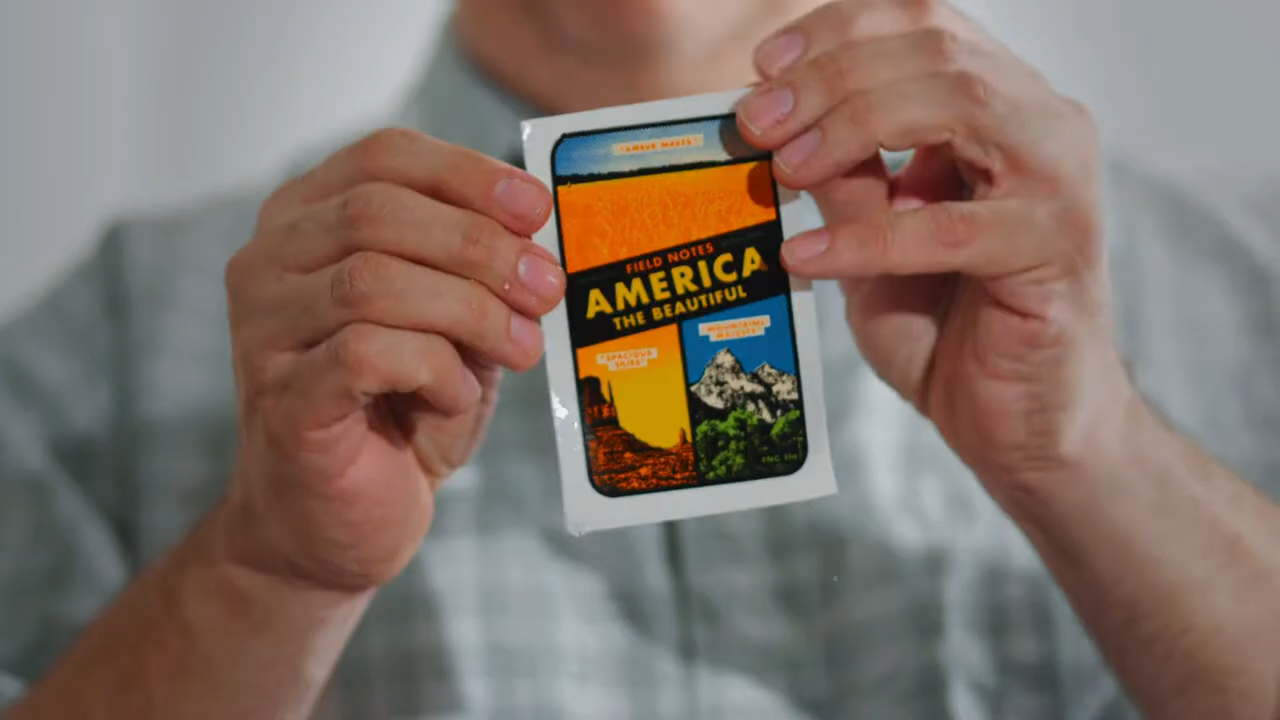 "AMBER WAVES"
FIELD NOTES
AMERICA
THE BEAUTIFUL
"SPACIOUS
SKIES"
"MOUNTAINS
MAJESTY"